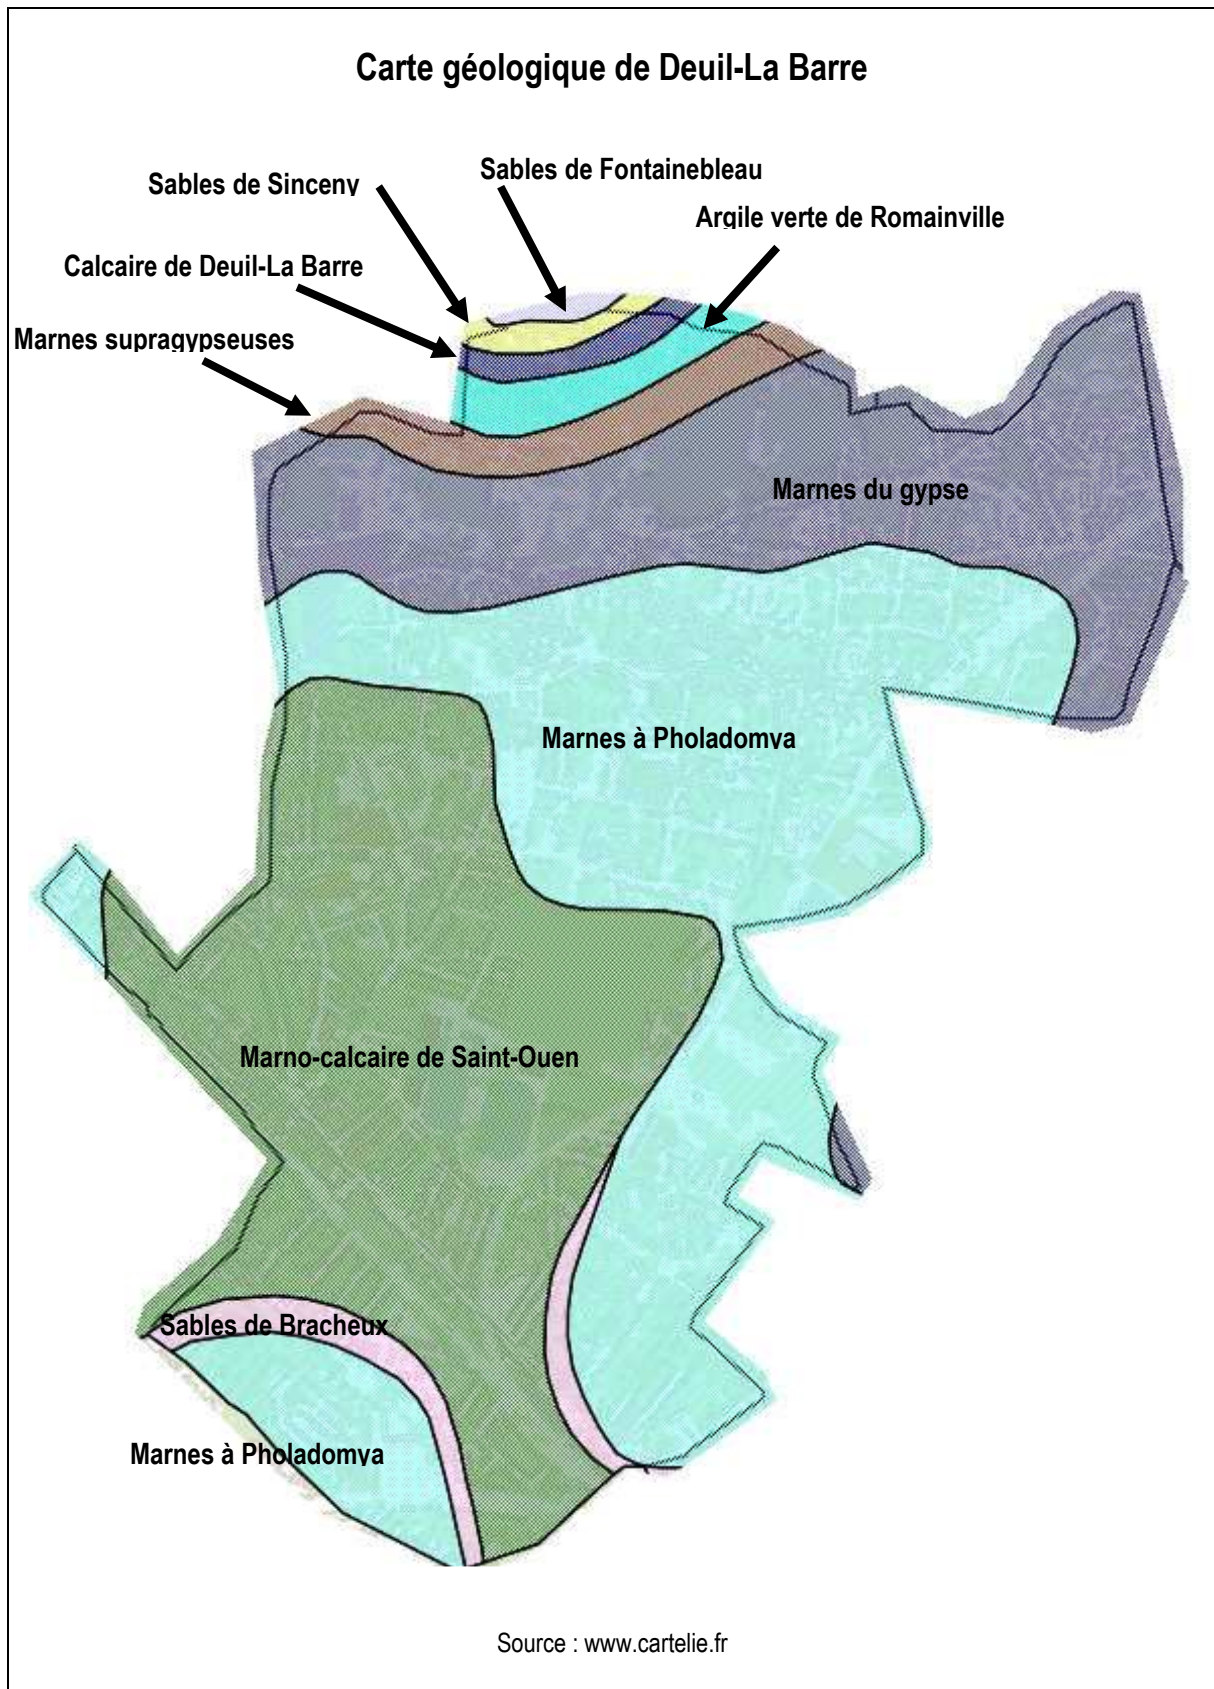 Carte géologique de Deuil-La Barre
Sables de Fontainebleau
Sables de Sinceny
Argile verte de Romainville
Calcaire de Deuil-La Barre
Marnes supragypseuses
Marnes du gypse
Marnes à Pholadomya
Marno-calcaire de Saint-Ouen
Sables de Bracheux
Marnes à Pholadomya
Source : www.cartelie.fr